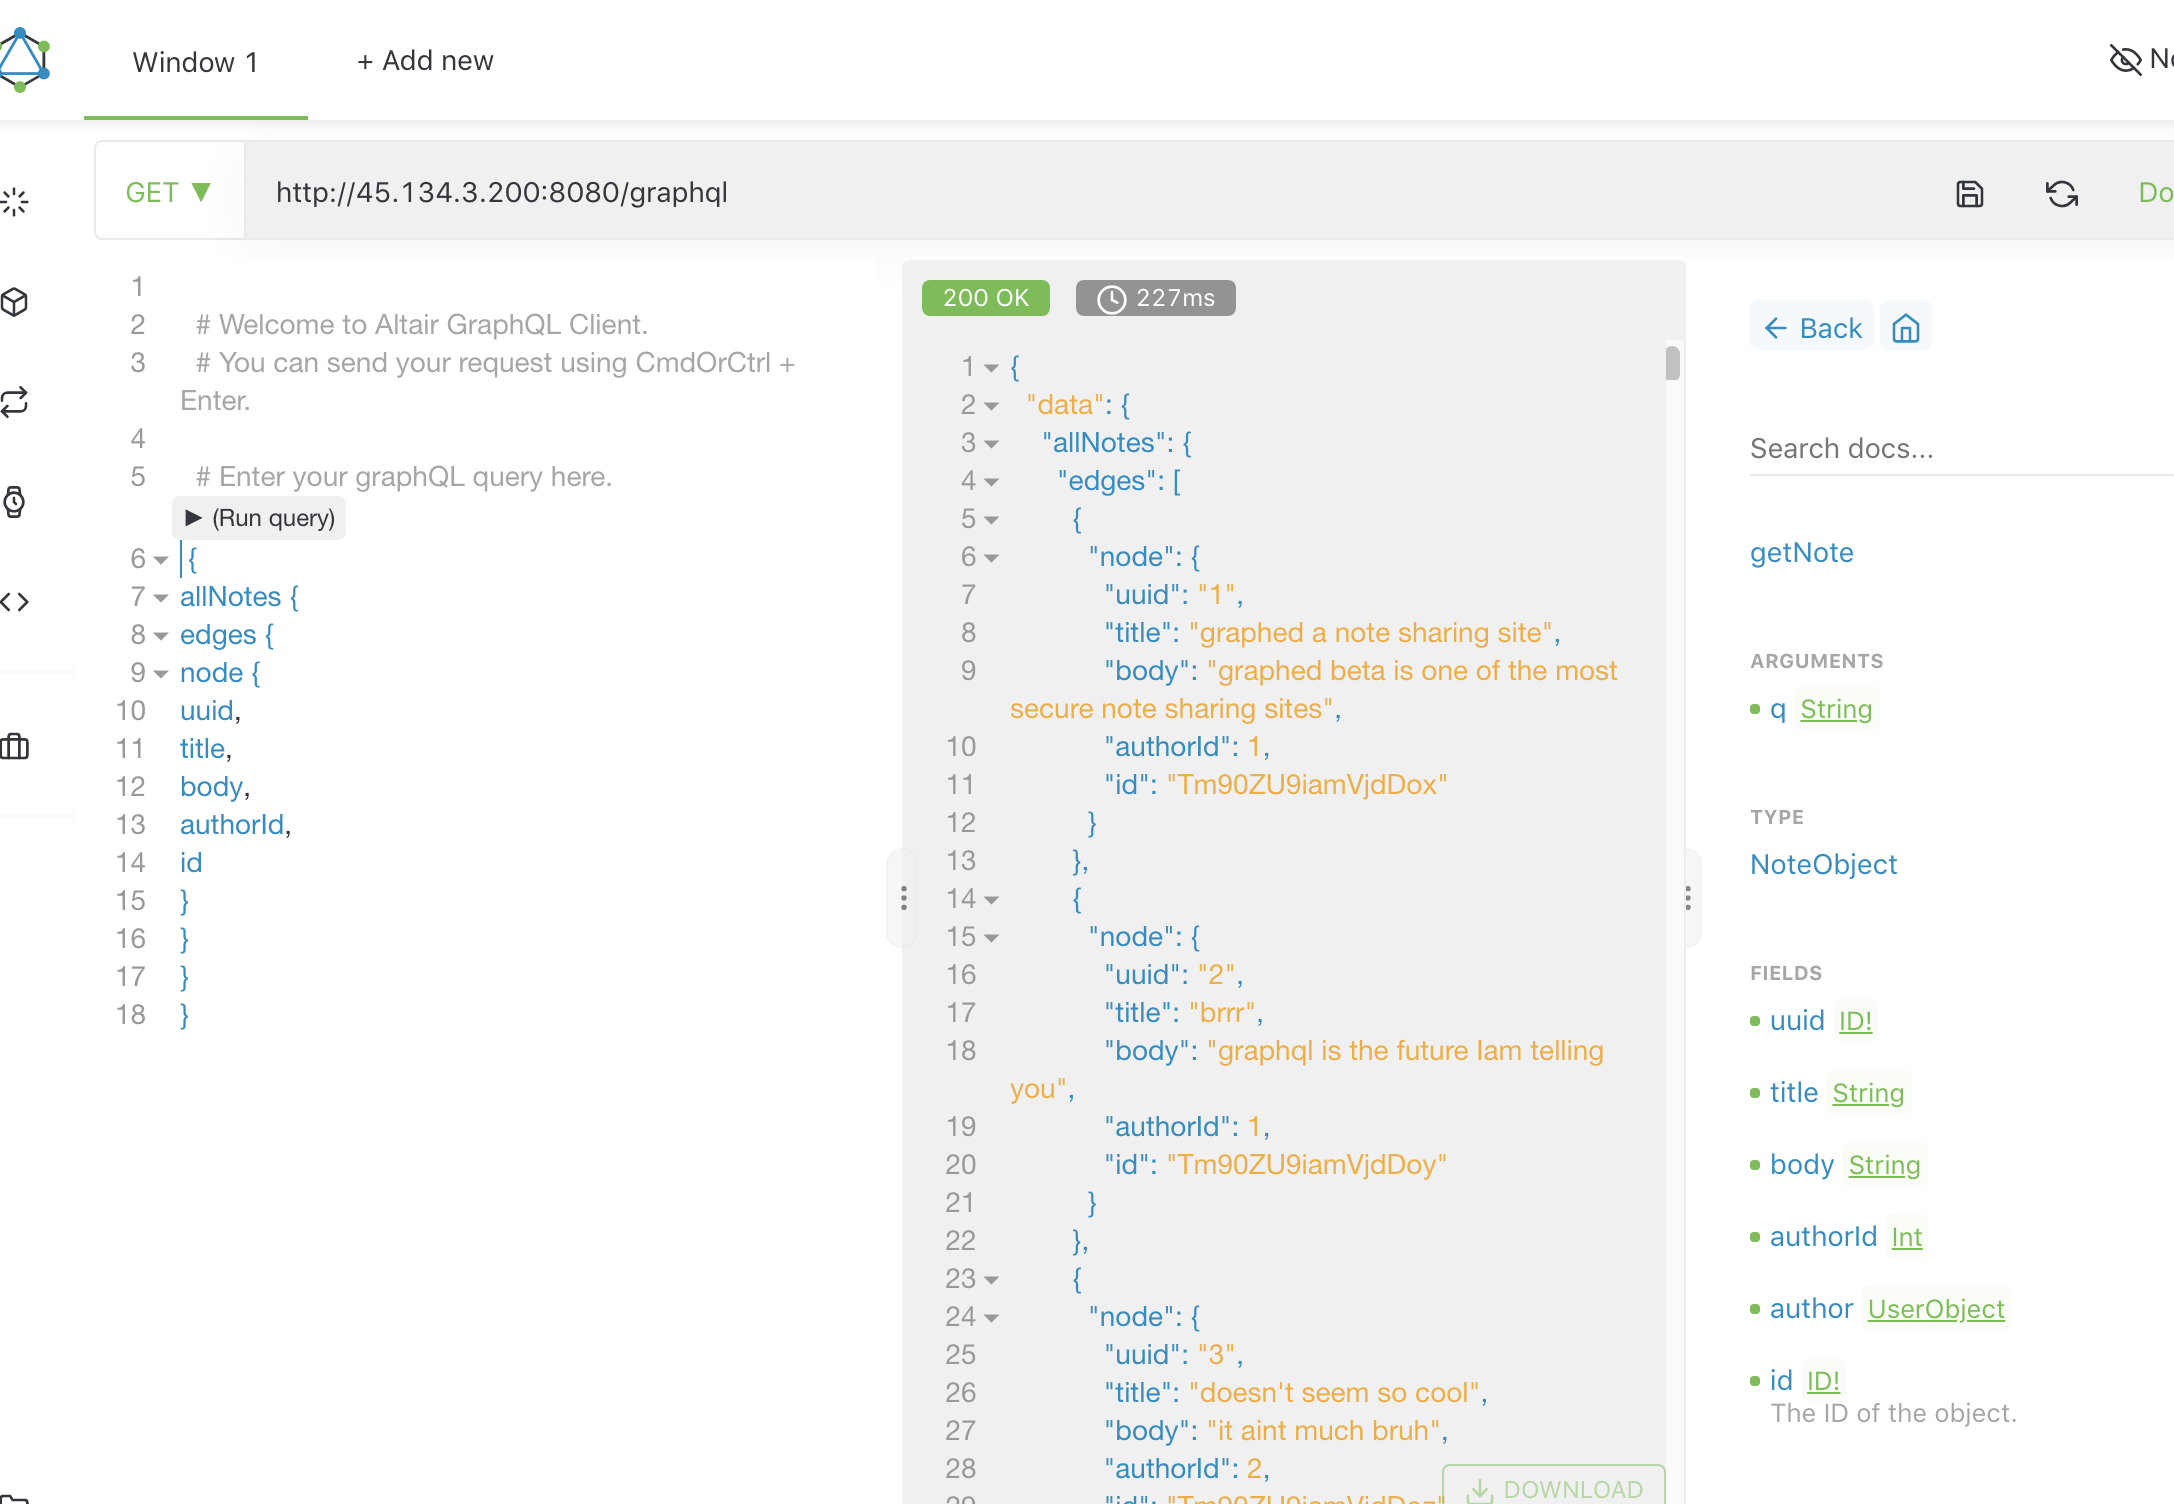 Window 1
+ Add new
GET ▼
http://45.134.3.200:8080/graphql
1
2 # Welcome to Altair GraphQL Client.
3 # You can send your request using CmdOrCtrl +
Enter.
4
5 # Enter your graphQL query here.
▶ (Run query)
6 {
7 allNotes {
8 edges {
9 node {
10 uuid,
11 title,
12 body,
13 authorId,
14 id
15 }
16 }
17 }
18 }
200 OK
227ms
1 {
2 "data": {
3 "allNotes": {
4 "edges": [
5 {
6 "node": {
7 "uuid": "1",
8 "title": "graphed a note sharing site",
9 "body": "graphed beta is one of the most
secure note sharing sites",
10 "authorId": 1,
11 "id": "Tm90ZU9iamVjdDox"
12 }
13 },
14 {
15 "node": {
16 "uuid": "2",
17 "title": "brrr",
18 "body": "graphql is the future Iam telling
you",
19 "authorId": 1,
20 "id": "Tm90ZU9iamVjdDoy"
21 }
22 },
23 {
24 "node": {
25 "uuid": "3",
26 "title": "doesn't seem so cool",
27 "body": "it aint much bruh",
28 "authorId": 2,
29 "id": "Tm90ZU9iamVjdDoz"
DOWNLOAD
Back
Search docs...
getNote
ARGUMENTS
q String
TYPE
NoteObject
FIELDS
uuid ID!
title String
body String
authorId Int
author UserObject
id ID!
The ID of the object.